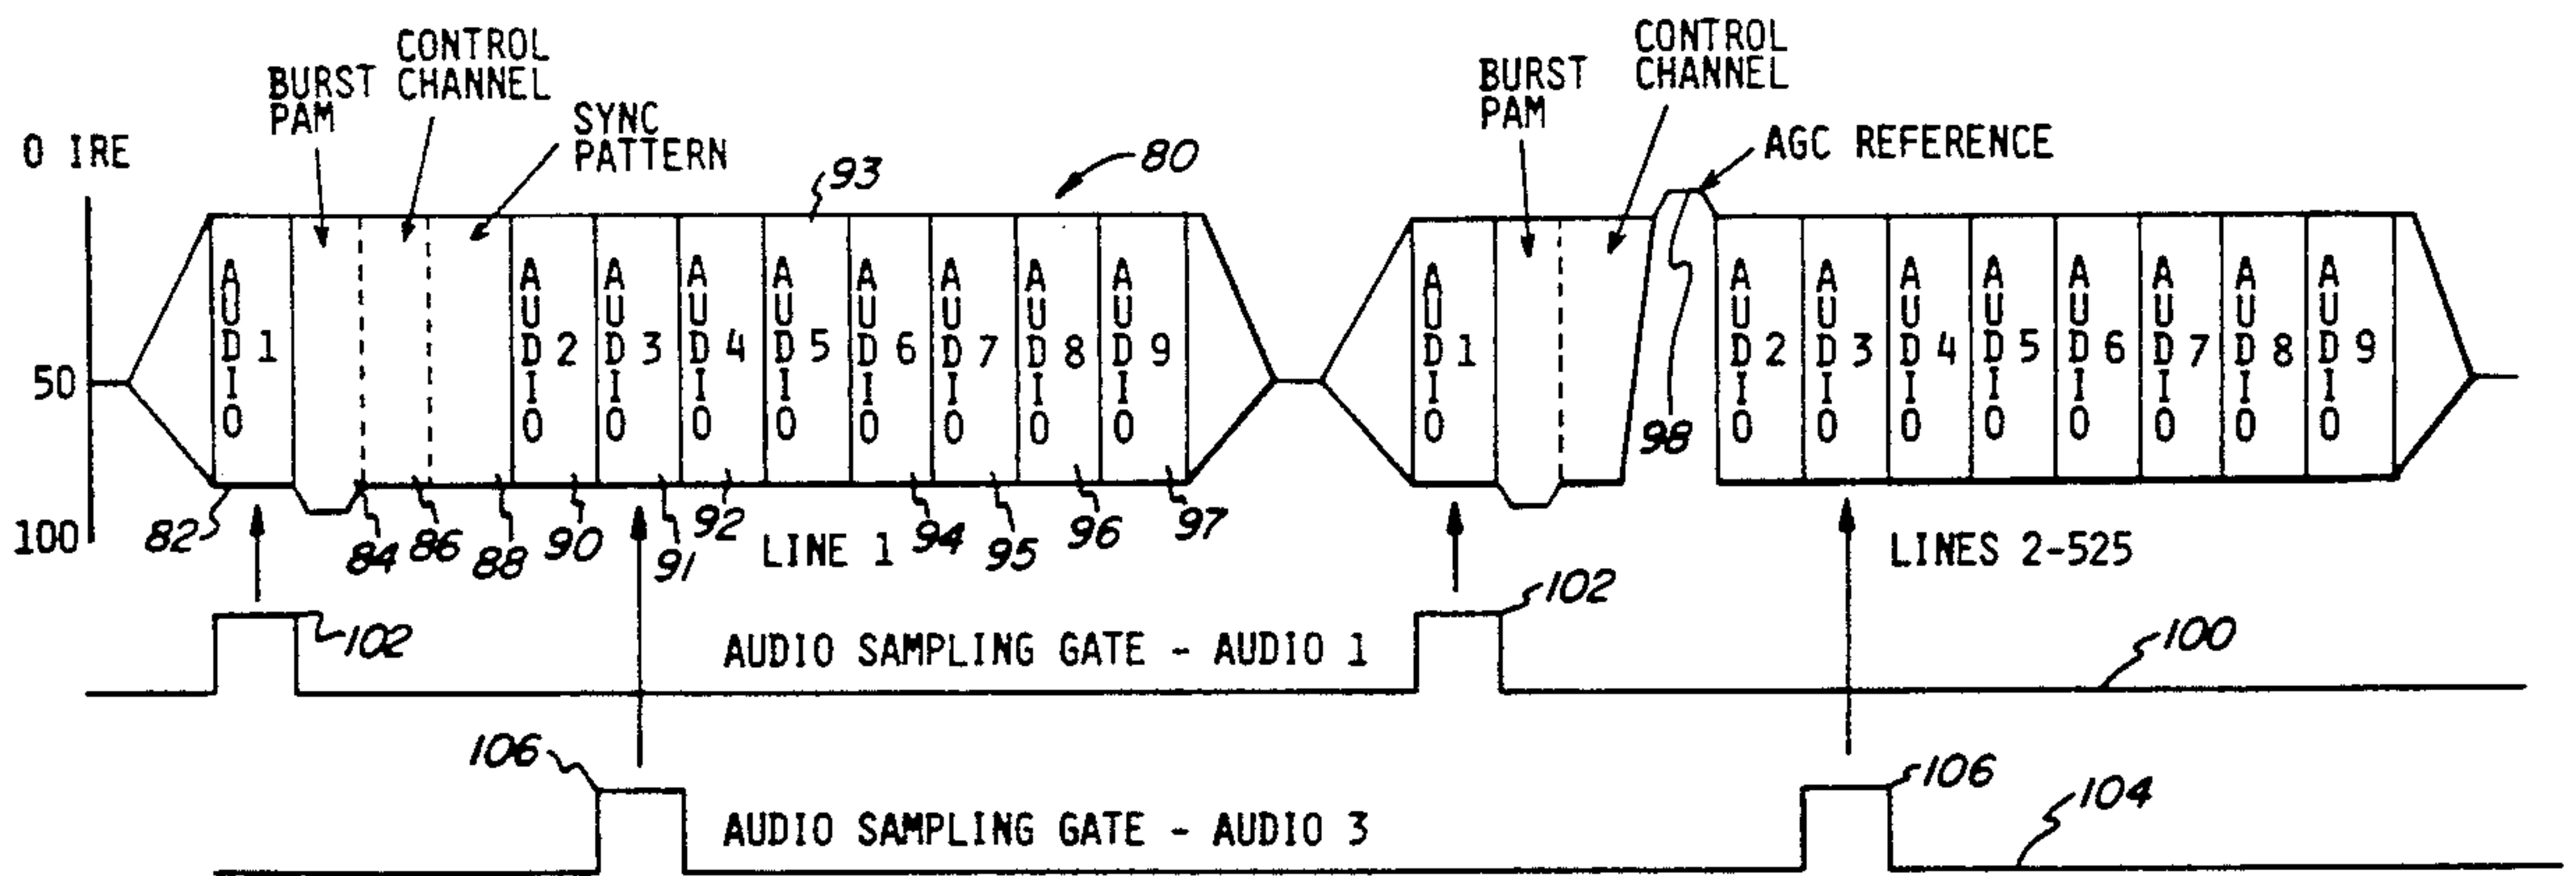 BURST
PAM
CONTROL
CHANNEL
SYNC
PATTERN
BURST
PAM
CONTROL
CHANNEL
AGC REFERENCE
0 IRE
50
100
80
93
AUDIO 1
AUDIO 2
AUDIO 3
AUDIO 4
AUDIO 5
AUDIO 6
AUDIO 7
AUDIO 8
AUDIO 9
AUDIO 1
98
AUDIO 2
AUDIO 3
AUDIO 4
AUDIO 5
AUDIO 6
AUDIO 7
AUDIO 8
AUDIO 9
82
84
86
88
90
91
92
LINE 1
94
95
96
97
LINES 2-525
102
AUDIO SAMPLING GATE - AUDIO 1
102
100
106
AUDIO SAMPLING GATE - AUDIO 3
106
104